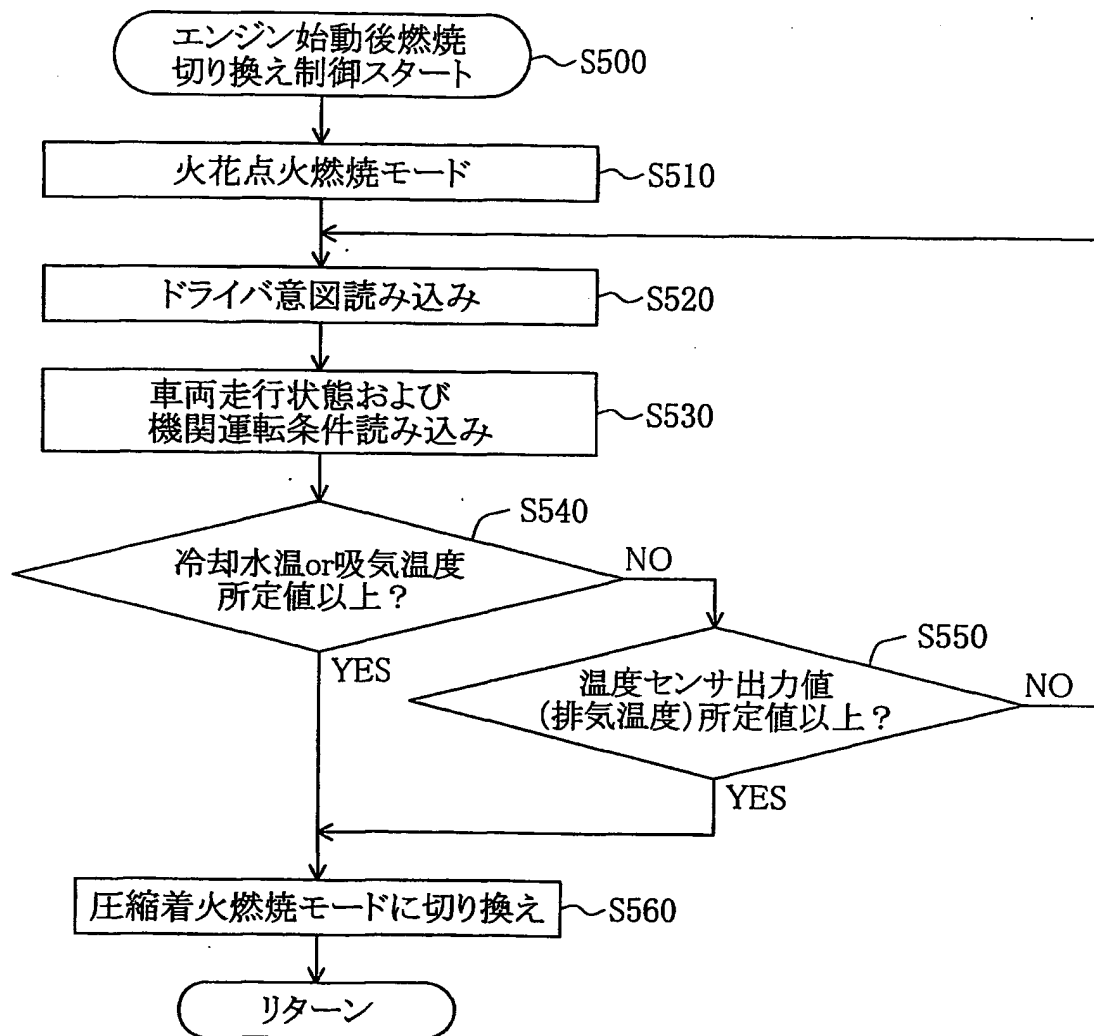 エンジン始動後燃焼
切り換え制御スタート
S500
火花点火燃焼モード
S510
ドライバ意図読み込み
S520
車両走行状態および
機関運転条件読み込み
S530
S540
冷却水温or吸気温度
所定値以上？
NO
YES
S550
温度センサ出力値
(排気温度)所定値以上？
NO
YES
圧縮着火燃焼モードに切り換え
S560
リターン